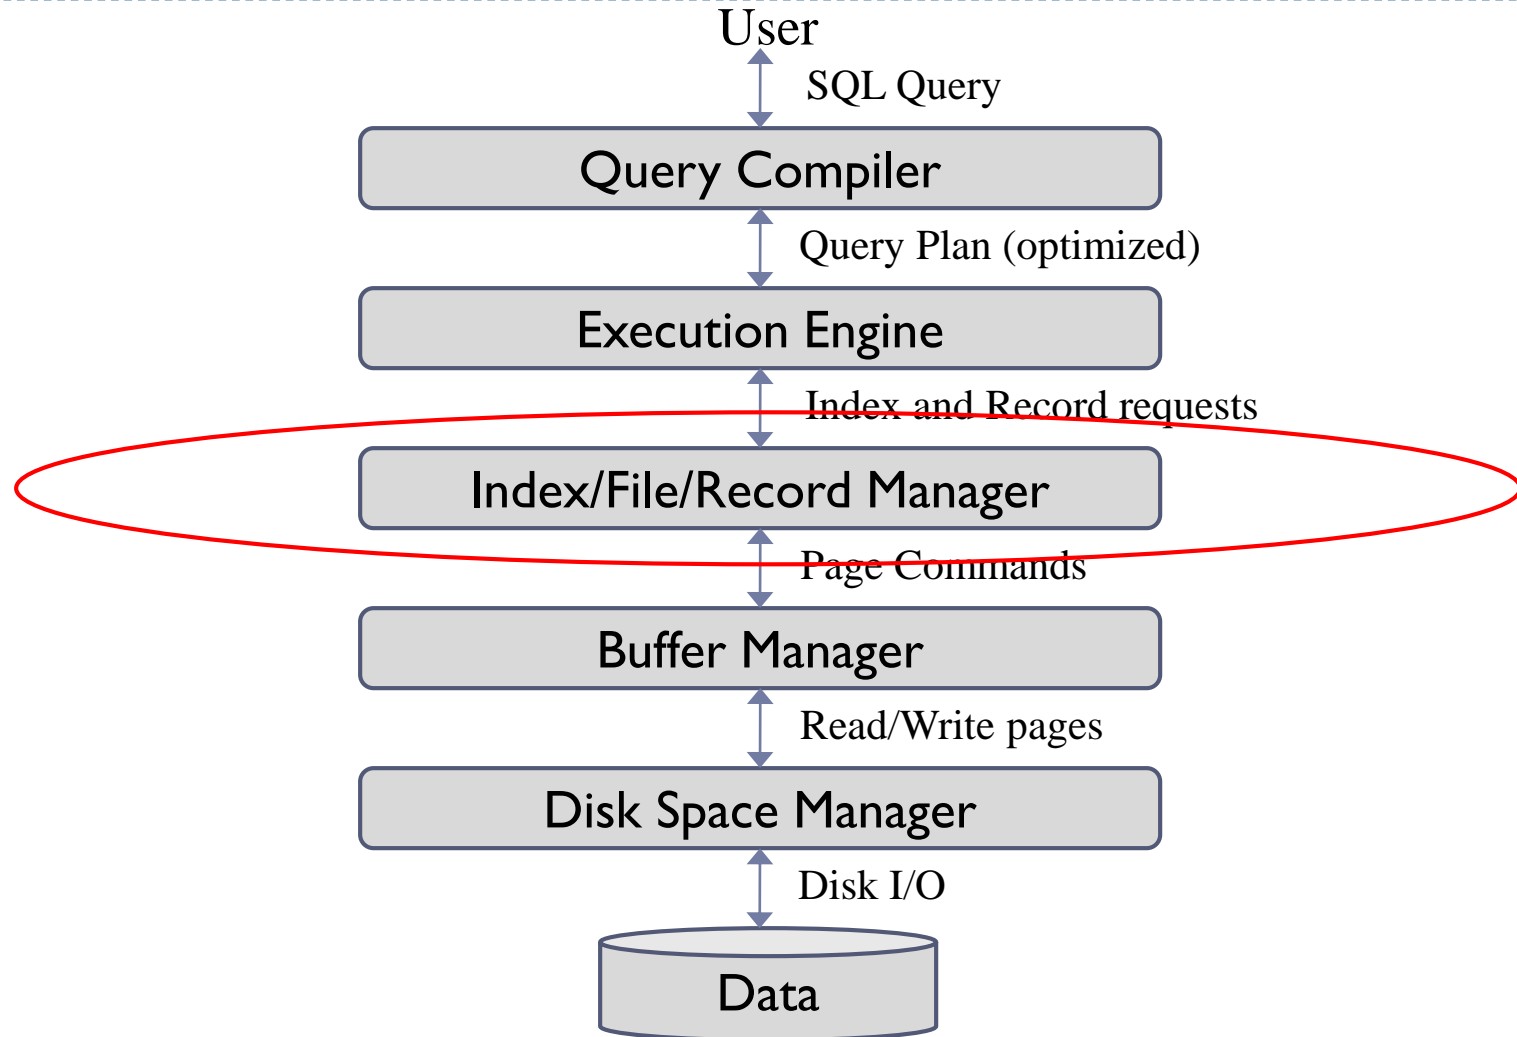 User
SQL Query
Query Compiler
Query Plan (optimized)
Execution Engine
Index and Record requests
Index/File/Record Manager
Page Commands
Buffer Manager
Read/Write pages
Disk Space Manager
Disk I/O
Data